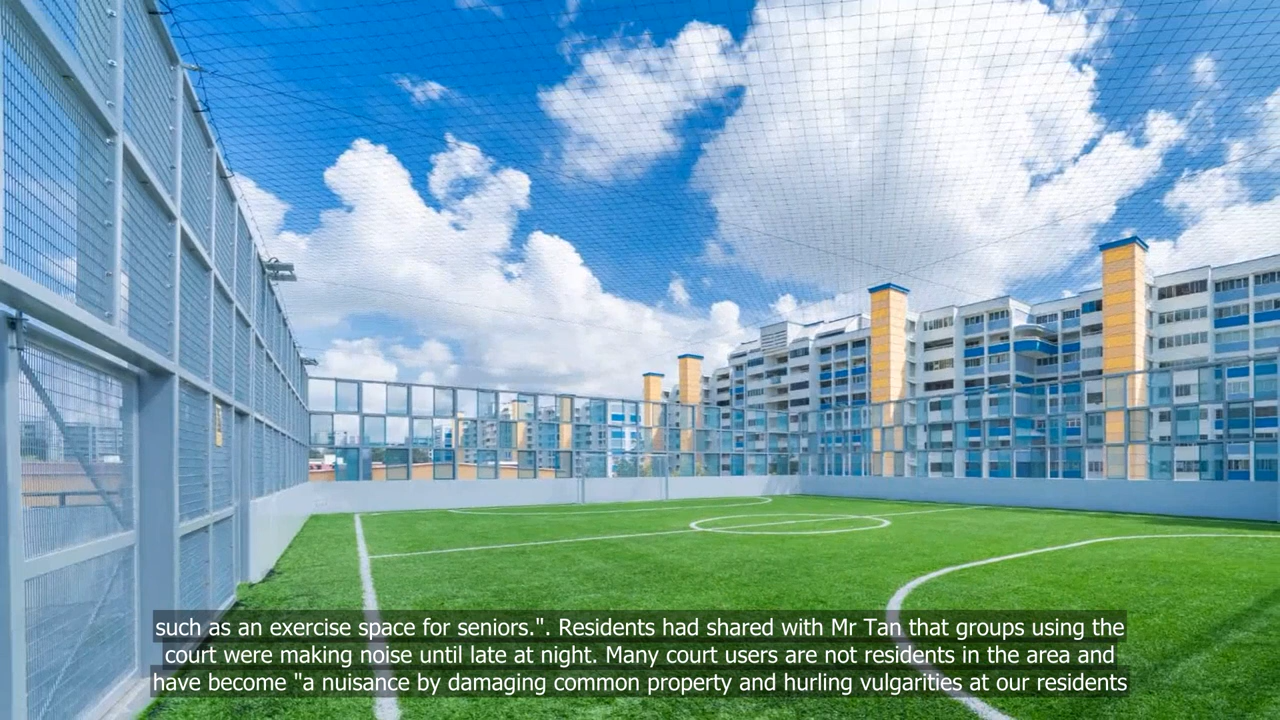 such as an exercise space for seniors.". Residents had shared with Mr Tan that groups using the
court were making noise until late at night. Many court users are not residents in the area and
have become "a nuisance by damaging common property and hurling vulgarities at our residents